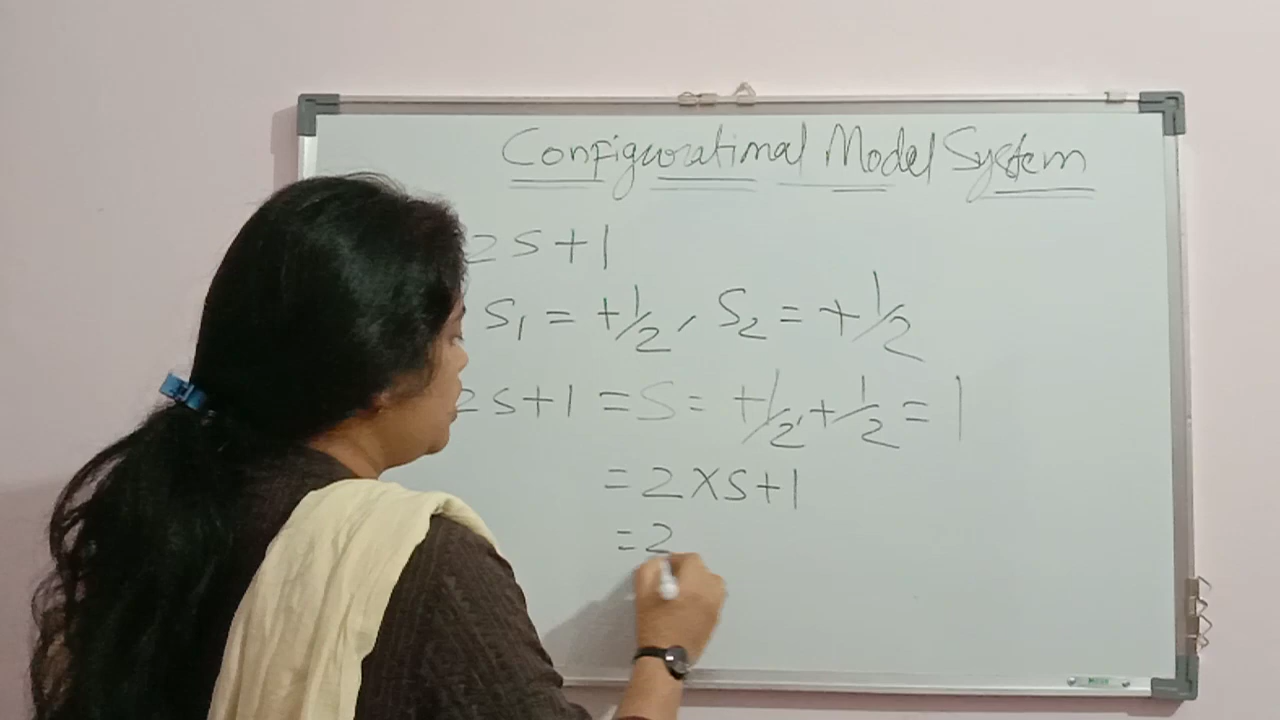 Configurational Model System
2S+1
S₁ = +1/2, S₂ = +1/2
2S+1 = S = +1/2, +1/2 = 1
= 2×S+1
= 2